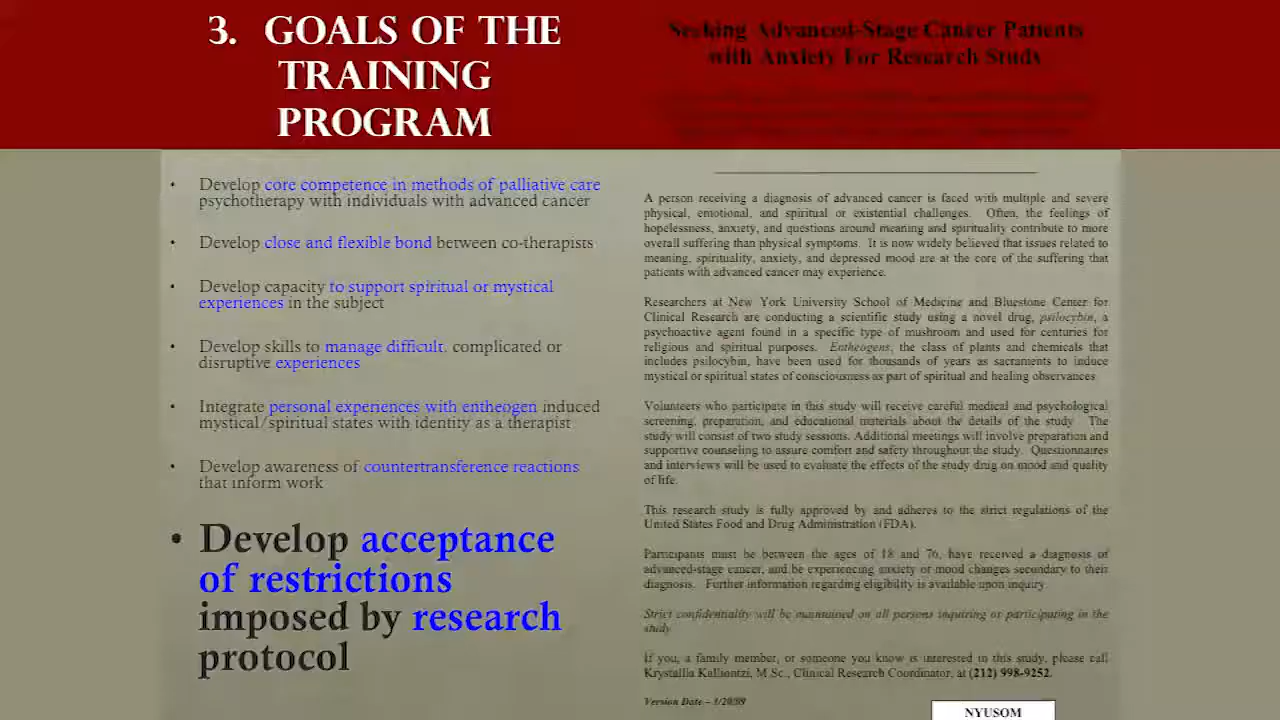 3. GOALS OF THE
TRAINING
PROGRAM
• Develop core competence in methods of palliative care
psychotherapy with individuals with advanced cancer
• Develop close and flexible bond between co-therapists
• Develop capacity to support spiritual or mystical
experiences in the subject
• Develop skills to manage difficult, complicated or
disruptive experiences
• Integrate personal experiences with entheogen induced
mystical/spiritual states with identity as a therapist
• Develop awareness of countertransference reactions
that inform work
• Develop acceptance
of restrictions
imposed by research
protocol
Seeking Advanced-Stage Cancer Patients
with Anxiety For Research Study
A person receiving a diagnosis of advanced cancer is faced with multiple and severe
physical, emotional, and spiritual or existential challenges. Often, the feelings of
hopelessness, anxiety, and questions around meaning and spirituality contribute to more
overall suffering than physical symptoms. It is now widely believed that issues related to
meaning, spirituality, anxiety, and depressed mood are at the core of the suffering that
patients with advanced cancer may experience.
Researchers at New York University School of Medicine and Bluestone Center for
Clinical Research are conducting a scientific study using a novel drug, psilocybin, a
psychoactive agent found in a specific type of mushroom and used for centuries for
religious and spiritual purposes. Entheogens, the class of plants and chemicals that
includes psilocybin, have been used for thousands of years as sacraments to induce
mystical or spiritual states of consciousness as part of spiritual and healing observances.
Volunteers who participate in this study will receive careful medical and psychological
screening, preparation, and educational materials about the details of the study. The
study will consist of two study sessions. Additional meetings will involve preparation and
supportive counseling to assure comfort and safety throughout the study. Questionnaires
and interviews will be used to evaluate the effects of the study drug on mood and quality
of life.
This research study is fully approved by and adheres to the strict regulations of the
United States Food and Drug Administration (FDA).
Participants must be between the ages of 18 and 76, have received a diagnosis of
advanced-stage cancer, and be experiencing anxiety or mood changes secondary to their
diagnosis. Further information regarding eligibility is available upon inquiry.
Strict confidentiality will be maintained on all persons inquiring or participating in the
study.
If you, a family member, or someone you know is interested in this study, please call
Krystallia Kalliontzi, M.Sc., Clinical Research Coordinator, at (212) 998-9252.
Version Date – 1/20/09
NYUSOM